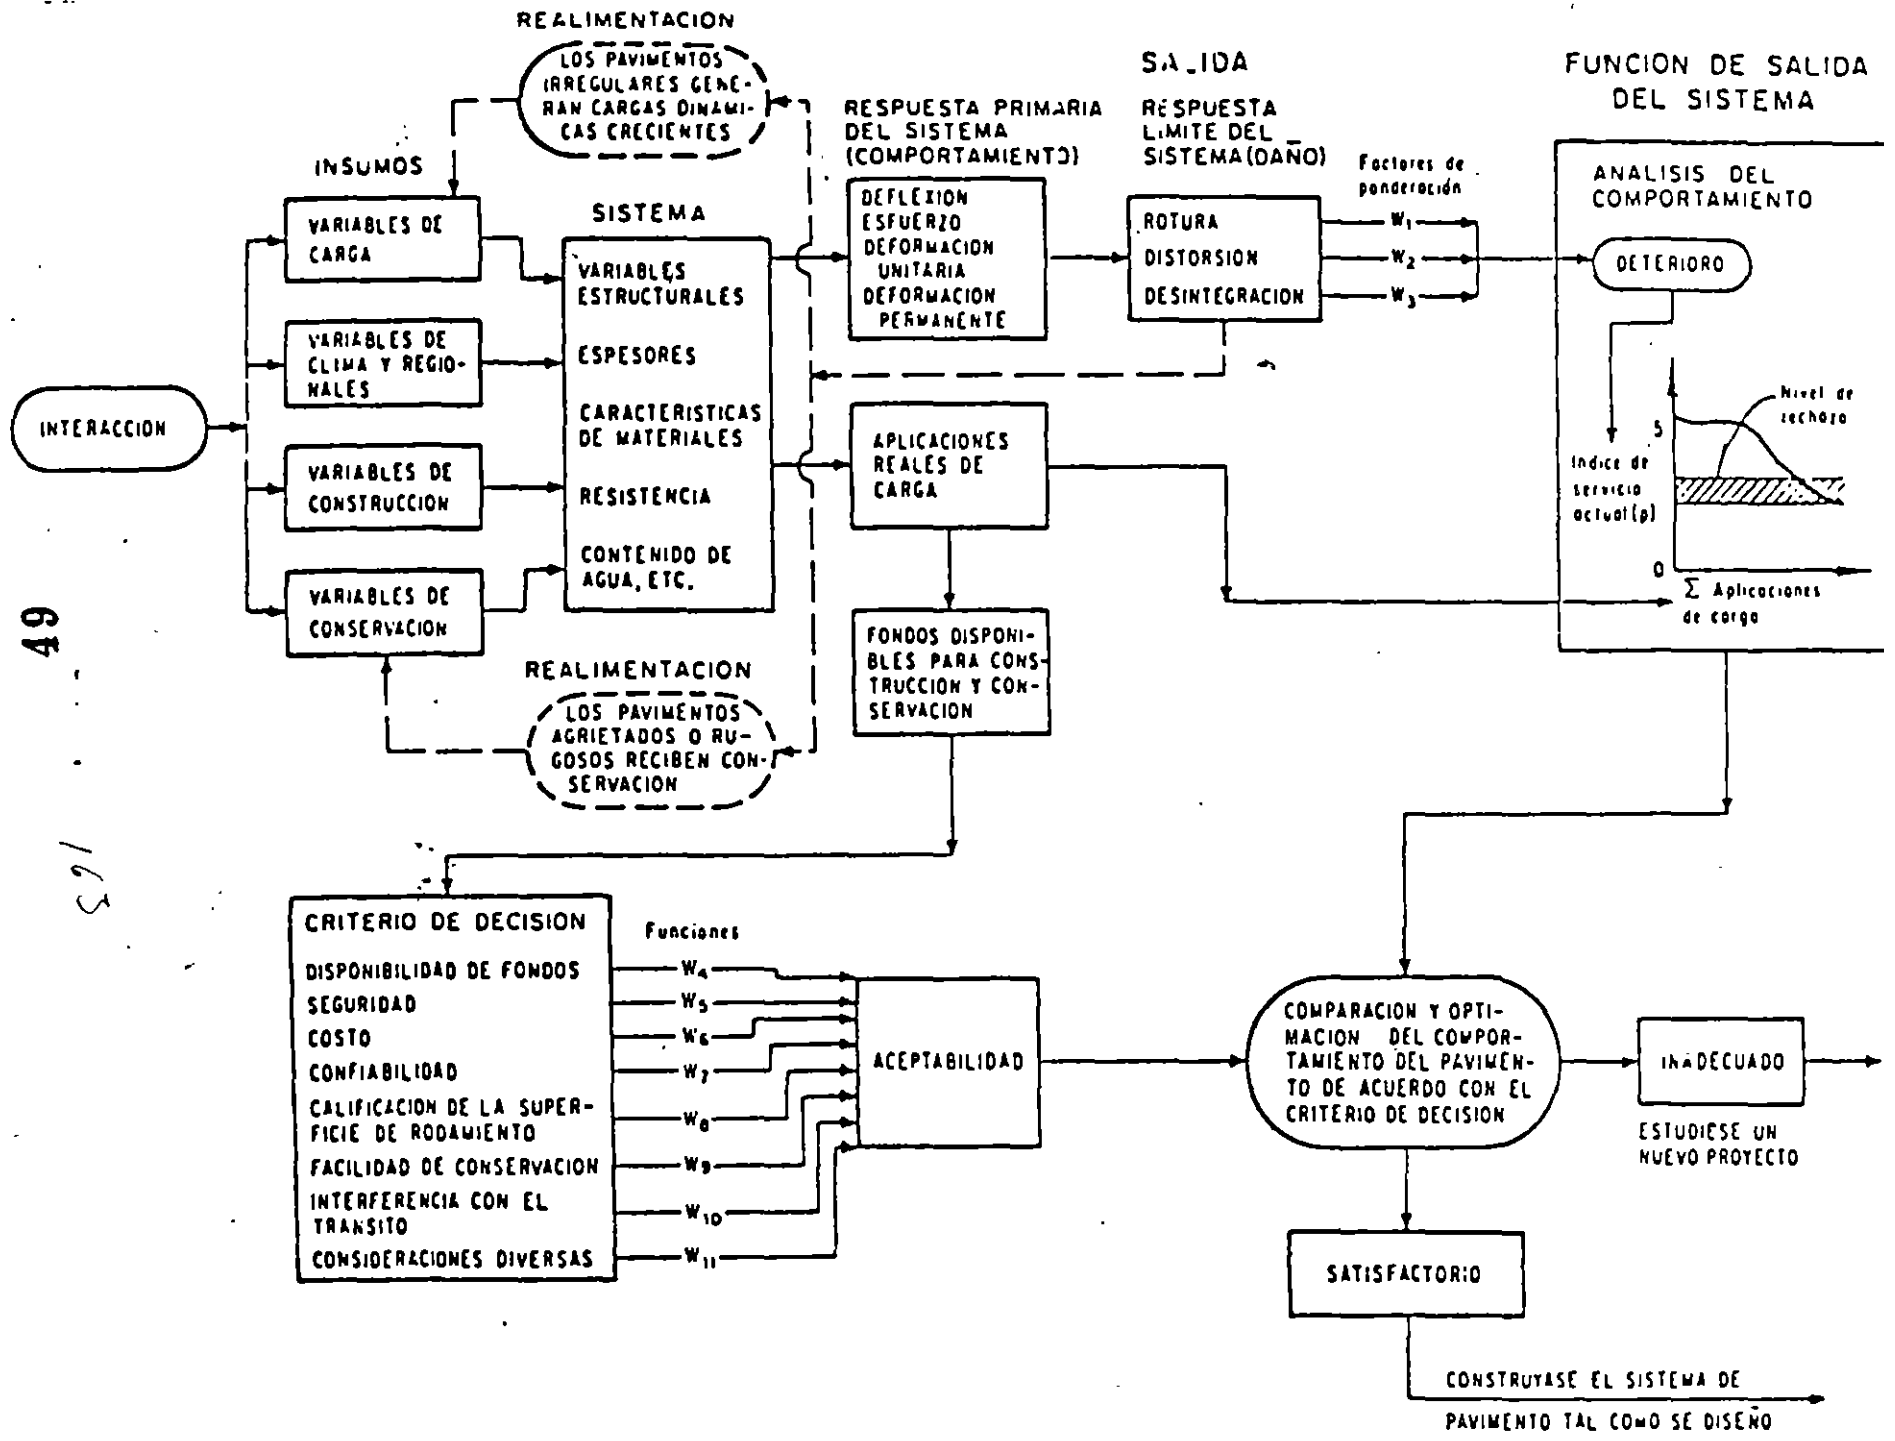 REALIMENTACION
LOS PAVIMENTOS
IRREGULARES GENE-
RAN CARGAS DINAMI-
CAS CRECIENTES
INSUMOS
VARIABLES DE
CARGA
VARIABLES DE
CLIMA Y REGIO-
NALES
INTERACCION
VARIABLES DE
CONSTRUCCION
VARIABLES DE
CONSERVACION
SISTEMA
VARIABLES
ESTRUCTURALES
ESPESORES
CARACTERISTICAS
DE MATERIALES
RESISTENCIA
CONTENIDO DE
AGUA, ETC.
REALIMENTACION
LOS PAVIMENTOS
AGRIETADOS O RU-
GOSOS RECIBEN CON-
SERVACION
RESPUESTA PRIMARIA
DEL SISTEMA
(COMPORTAMIENTO)
DEFLEXION
ESFUERZO
DEFORMACION
UNITARIA
DEFORMACION
PERMANENTE
APLICACIONES
REALES DE
CARGA
FONDOS DISPONI-
BLES PARA CONS-
TRUCCION Y CON-
SERVACION
SALIDA
RESPUESTA
LIMITE DEL
SISTEMA(DAÑO)
ROTURA
DISTORSION
DESINTEGRACION
Factores de
ponderación
W1
W2
W3
FUNCION DE SALIDA
DEL SISTEMA
ANALISIS DEL
COMPORTAMIENTO
DETERIORO
Nivel de
rechazo
5
Indice de
servicio
actual(p)
0
Σ Aplicaciones
de carga
49
CRITERIO DE DECISION
DISPONIBILIDAD DE FONDOS
SEGURIDAD
COSTO
CONFIABILIDAD
CALIFICACION DE LA SUPER-
FICIE DE RODAMIENTO
FACILIDAD DE CONSERVACION
INTERFERENCIA CON EL
TRANSITO
CONSIDERACIONES DIVERSAS
Funciones
W4
W5
W6
W7
W8
W9
W10
W11
ACEPTABILIDAD
COMPARACION Y OPTI-
MACION DEL COMPOR-
TAMIENTO DEL PAVIMEN-
TO DE ACUERDO CON EL
CRITERIO DE DECISION
INADECUADO
ESTUDIESE UN
NUEVO PROYECTO
SATISFACTORIO
CONSTRUYASE EL SISTEMA DE
PAVIMENTO TAL COMO SE DISEÑO